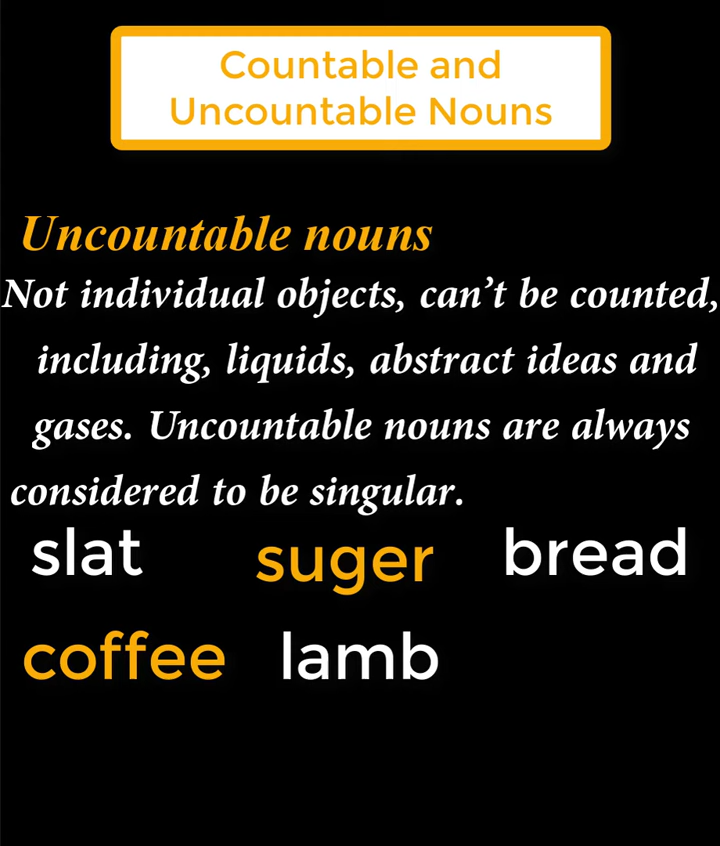 Countable and
Uncountable Nouns
Uncountable nouns
Not individual objects, can’t be counted,
including, liquids, abstract ideas and
gases. Uncountable nouns are always
considered to be singular.
slat suger bread
coffee lamb